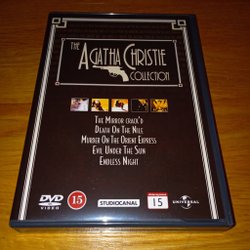 THE
AGATHA CHRISTIE
COLLECTION
THE MIRROR CRACK'D
DEATH ON THE NILE
MURDER ON THE ORIENT EXPRESS
EVIL UNDER THE SUN
ENDLESS NIGHT
DVD
VIDEO
15
STUDIOCANAL
15
UNIVERSAL